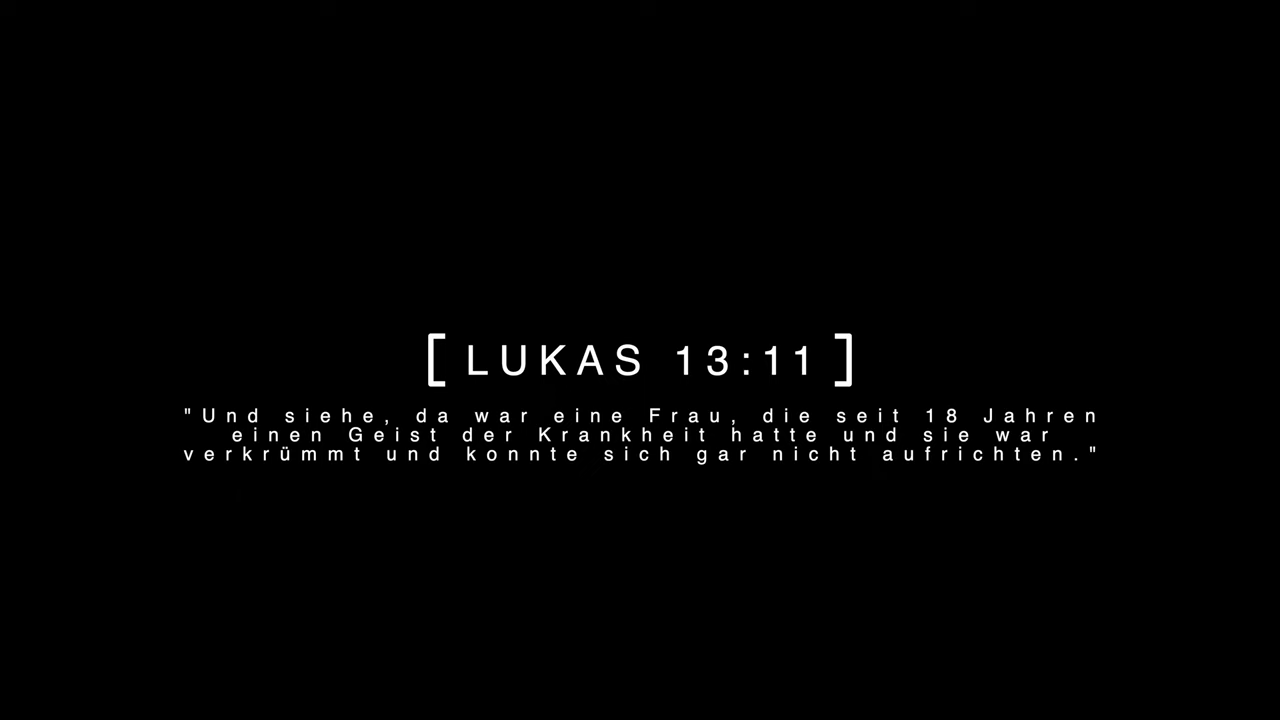 [LUKAS 13:11]
"Und siehe, da war eine Frau, die seit 18 Jahren
einen Geist der Krankheit hatte und sie war
verkrümmt und konnte sich gar nicht aufrichten."